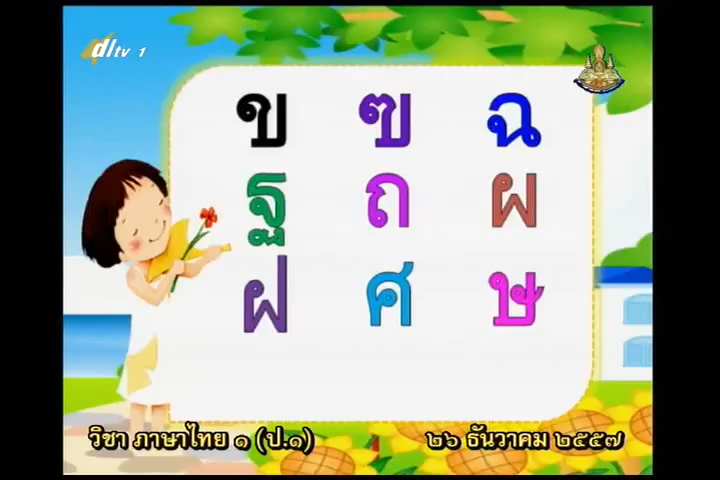 dltv 1
ข ฃ ฉ
ฐ ถ ผ
ฝ ศ ษ
วิชา ภาษาไทย ๑ (ป.๑) ๒๖ ธันวาคม ๒๕๕๗